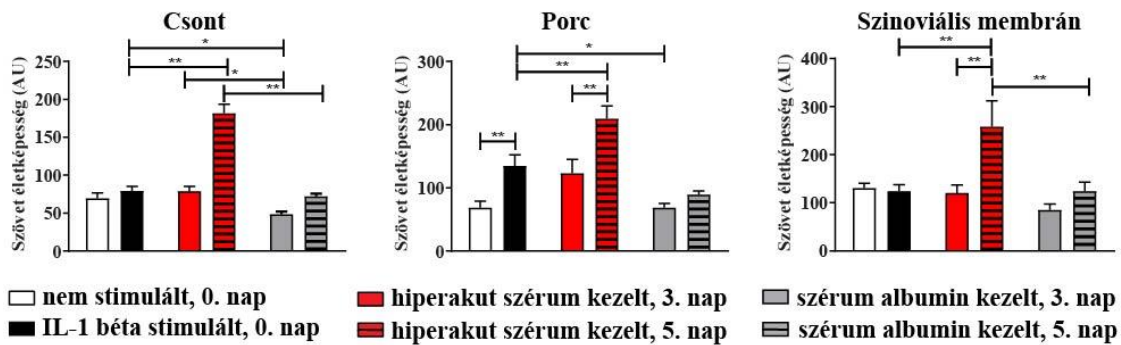 Csont
Porc
Szinoviális membrán
Szövet életképesség (AU)
250
200
150
100
50
0
*
**
*
**
Szövet életképesség (AU)
300
200
100
0
*
**
**
**
Szövet életképesség (AU)
400
300
200
100
0
**
**
**
nem stimulált, 0. nap
hiperakut szérum kezelt, 3. nap
szérum albumin kezelt, 3. nap
IL-1 béta stimulált, 0. nap
hiperakut szérum kezelt, 5. nap
szérum albumin kezelt, 5. nap